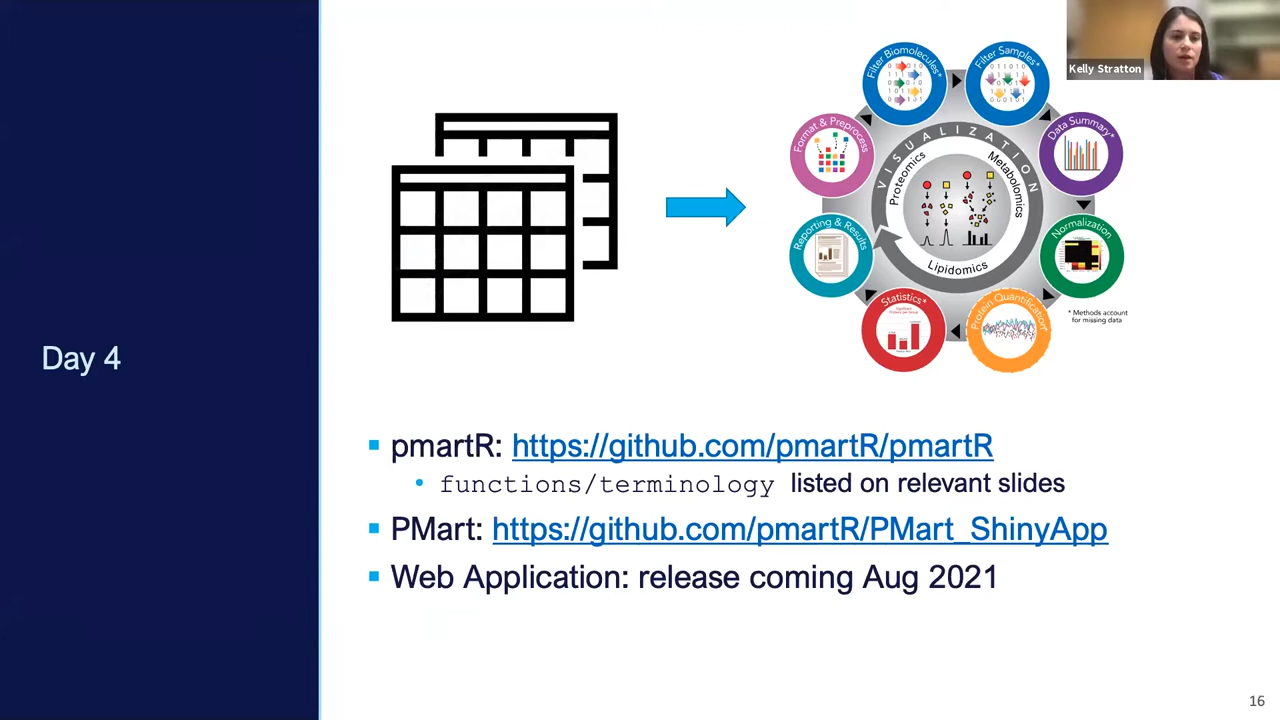 Kelly Stratton
Filter Biomolecules*
Filter Samples*
Format & Preprocess
Data Summary*
VISUALIZATION
Proteomics
Metabolomics
Lipidomics
Reporting & Results
Normalization
Statistics*
Protein Quantification*
* Methods account
for missing data
Day 4
pmartR: https://github.com/pmartR/pmartR
functions/terminology listed on relevant slides
PMart: https://github.com/pmartR/PMart_ShinyApp
Web Application: release coming Aug 2021
16